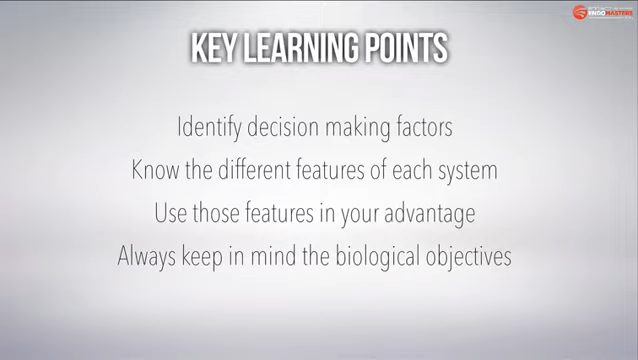 ENDOMASTERS
KEY LEARNING POINTS
Identify decision making factors
Know the different features of each system
Use those features in your advantage
Always keep in mind the biological objectives